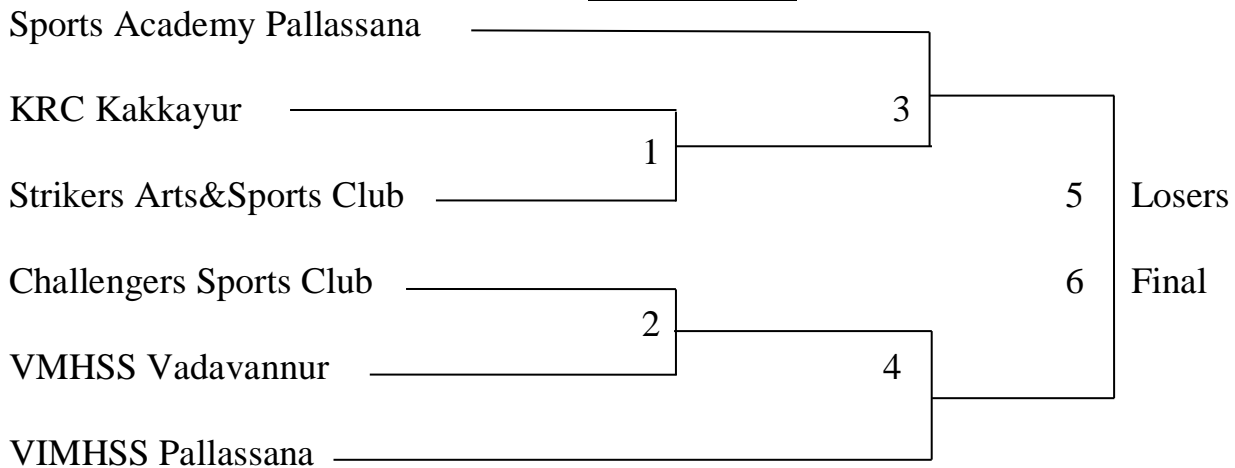 Sports Academy Pallassana
KRC Kakkayur
3
1
Strikers Arts&Sports Club
5 Losers
Challengers Sports Club
6 Final
2
VMHSS Vadavannur
4
VIMHSS Pallassana